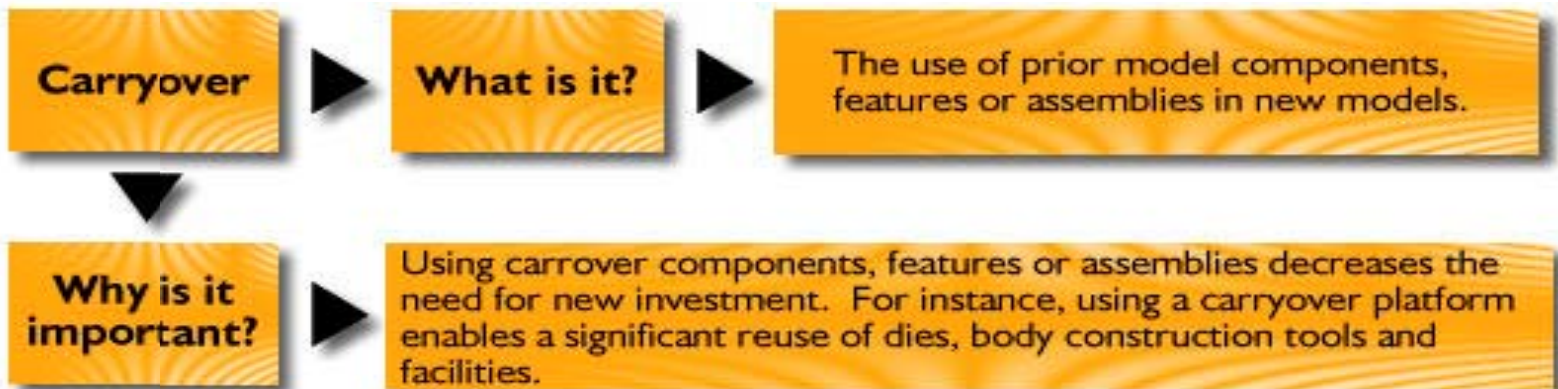 Carryover
What is it?
The use of prior model components,
features or assemblies in new models.
Why is it
important?
Using carrover components, features or assemblies decreases the
need for new investment.  For instance, using a carryover platform
enables a significant reuse of dies, body construction tools and
facilities.